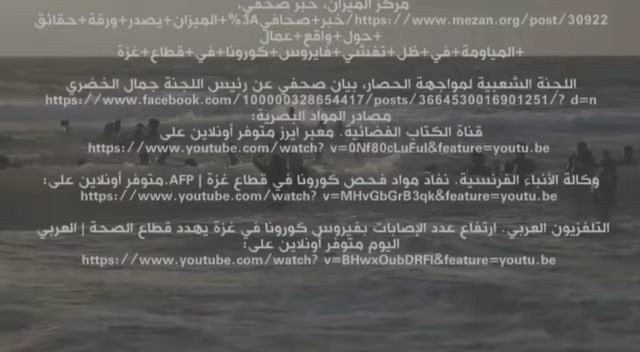 مركز الميزان، خبر صحفي،
https://www.mezan.org/post/30922/خبر+صحافي%3A+الميزان+يصدر+ورقة+حقائق
+حول+واقع+عمال
+المياومة+في+ظل+تفشي+فايروس+كورونا+في+قطاع+غزة
اللجنة الشعبية لمواجهة الحصار، بيان صحفي عن رئيس اللجنة جمال الخضري
https://www.facebook.com/100000328654417/posts/3664530016901251/? d=n
مصادر المواد البصرية:
قناة الكتاب الفضائية. معبر ايرز متوفر أونلاين على
https://www.youtube.com/watch? v=0Nf80cLuFuI&feature=youtu.be
وكالة الأنباء الفرنسية. نفاد مواد فحص كورونا في قطاع غزة | AFP.متوفر أونلاين على:
https://www.youtube.com/watch? v=MHvGbGrB3qk&feature=youtu.be
التلفزيون العربي. ارتفاع عدد الإصابات بفيروس كورونا في غزة يهدد قطاع الصحة | العربي
اليوم متوفر أونلاين على:
https://www.youtube.com/watch? v=BHwxOubDRFI&feature=youtu.be